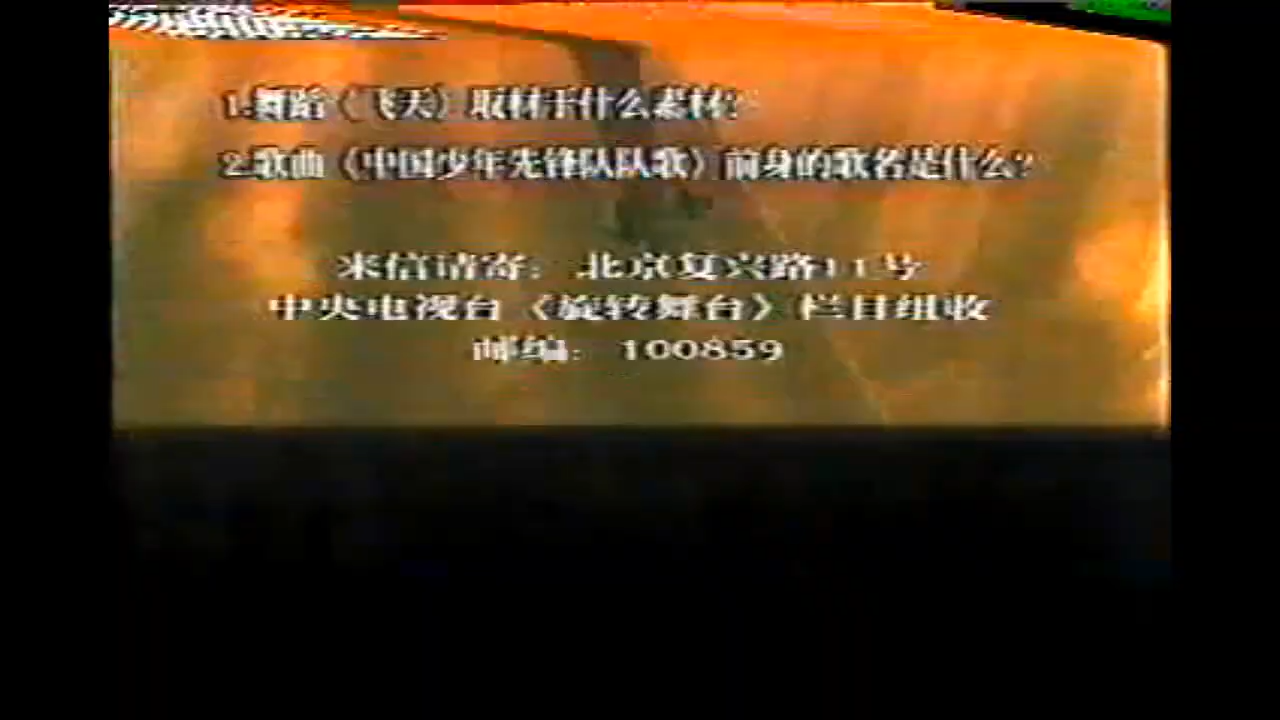 1.舞蹈《飞天》取材于什么素材?
2.歌曲《中国少年先锋队队歌》前身的歌名是什么?
来信请寄：北京复兴路11号
中央电视台《旋转舞台》栏目组收
邮编：100859